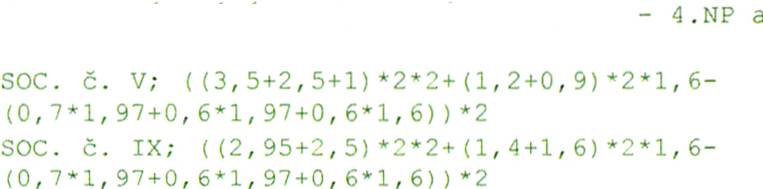 - 4.NP a
SOC. č. V; ((3,5+2,5+1)*2*2+(1,2+0,9)*2*1,6-
(0,7*1,97+0,6*1,97+0,6*1,6))*2
SOC. č. IX; ((2,95+2,5)*2*2+(1,4+1,6)*2*1,6-
(0,7*1,97+0,6*1,97+0,6*1,6))*2